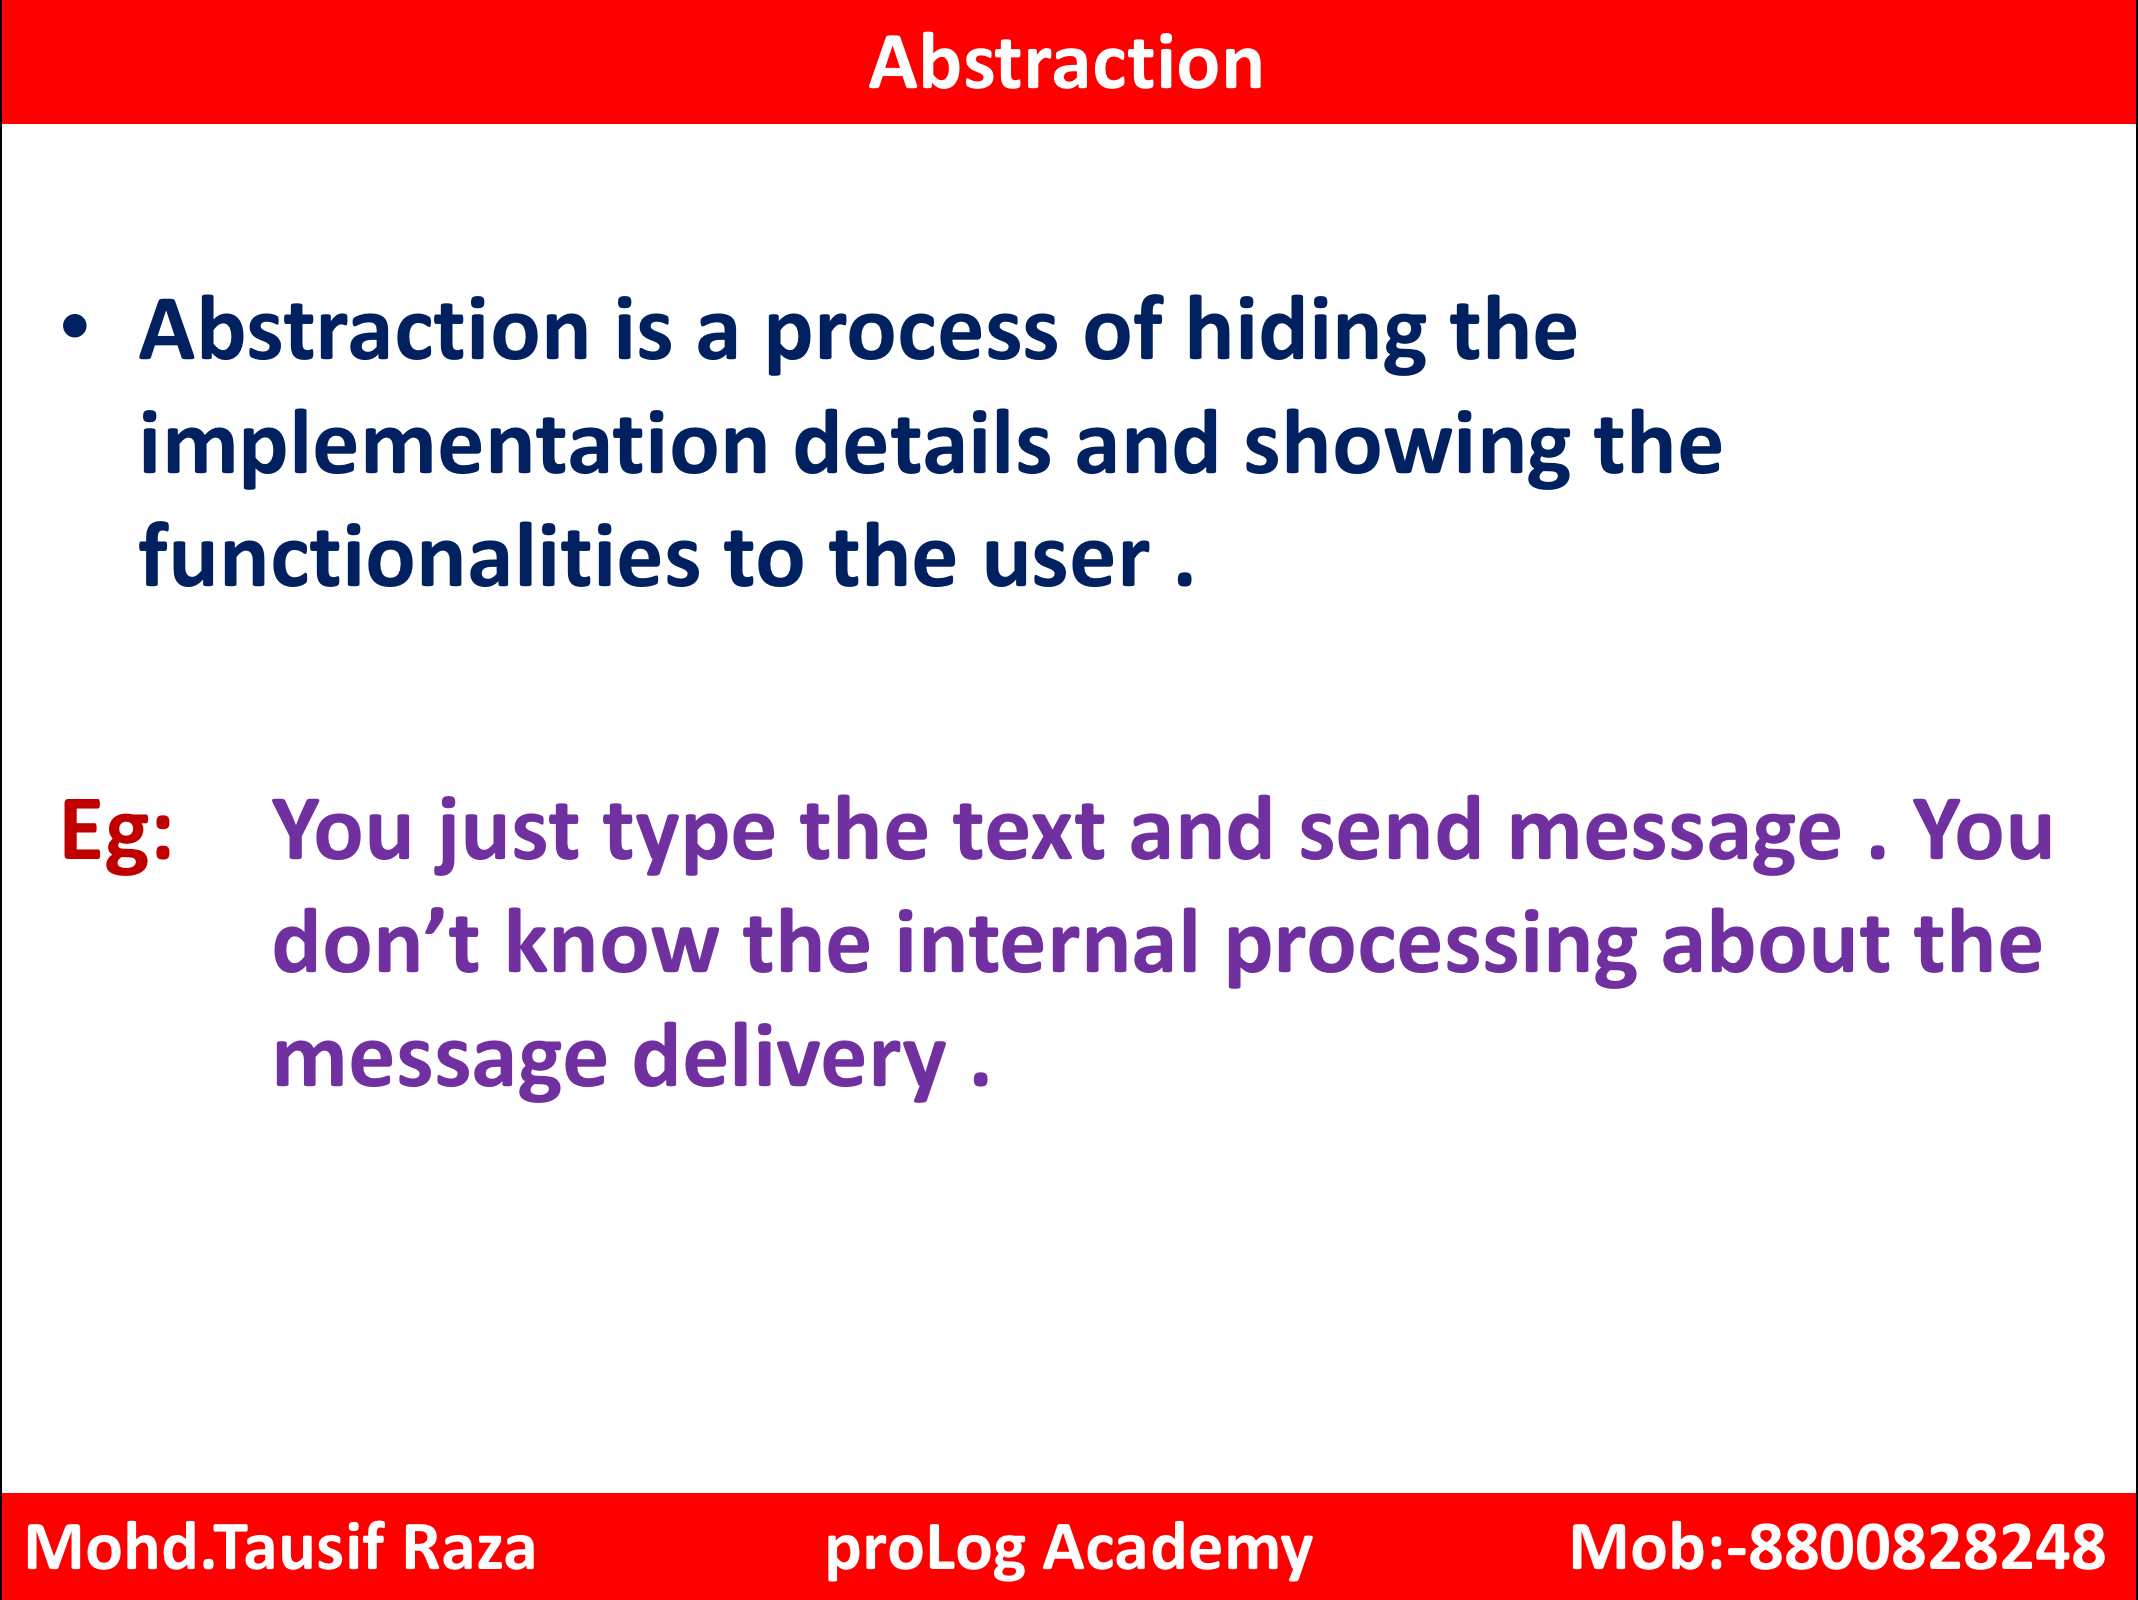 Abstraction
• Abstraction is a process of hiding the
implementation details and showing the
functionalities to the user .
Eg: You just type the text and send message . You
don’t know the internal processing about the
message delivery .
Mohd.Tausif Raza proLog Academy Mob:-8800828248